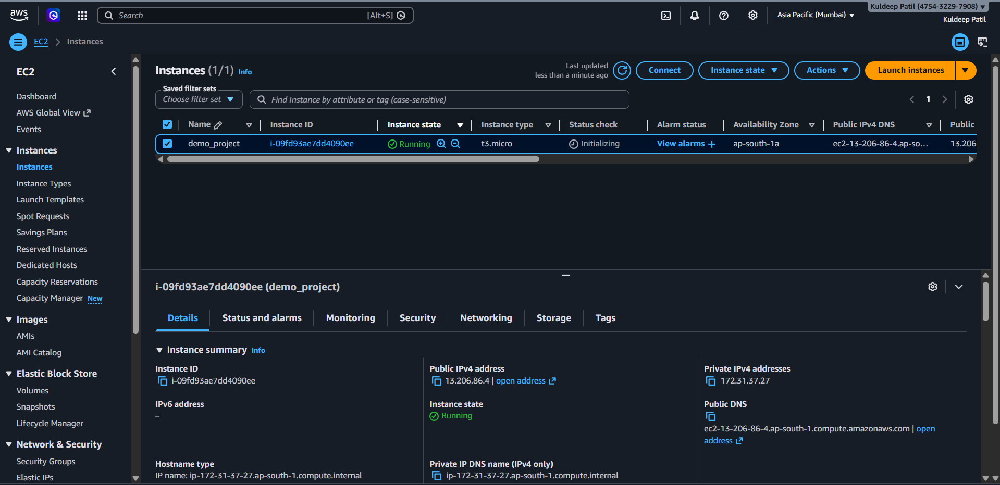 aws
Search
[Alt+S]
Asia Pacific (Mumbai)
Kuldeep Patil (4754-3229-7908)
Kuldeep Patil
EC2
Instances
EC2
Dashboard
AWS Global View
Events
Instances
Instances
Instance Types
Launch Templates
Spot Requests
Savings Plans
Reserved Instances
Dedicated Hosts
Capacity Reservations
Capacity Manager New
Images
AMIs
AMI Catalog
Elastic Block Store
Volumes
Snapshots
Lifecycle Manager
Network & Security
Security Groups
Elastic IPs
Instances (1/1) Info
Last updated
less than a minute ago
Connect
Instance state
Actions
Launch instances
Saved filter sets
Choose filter set
Find Instance by attribute or tag (case-sensitive)
1
Name Instance ID Instance state Instance type Status check Alarm status Availability Zone Public IPv4 DNS Public
demo_project i-09fd93ae7dd4090ee Running t3.micro Initializing View alarms + ap-south-1a ec2-13-206-86-4.ap-so... 13.206
i-09fd93ae7dd4090ee (demo_project)
Details Status and alarms Monitoring Security Networking Storage Tags
Instance summary Info
Instance ID
i-09fd93ae7dd4090ee
Public IPv4 address
13.206.86.4 | open address
Private IPv4 addresses
172.31.37.27
IPv6 address
–
Instance state
Running
Public DNS
ec2-13-206-86-4.ap-south-1.compute.amazonaws.com | open
address
Hostname type
IP name: ip-172-31-37-27.ap-south-1.compute.internal
Private IP DNS name (IPv4 only)
ip-172-31-37-27.ap-south-1.compute.internal